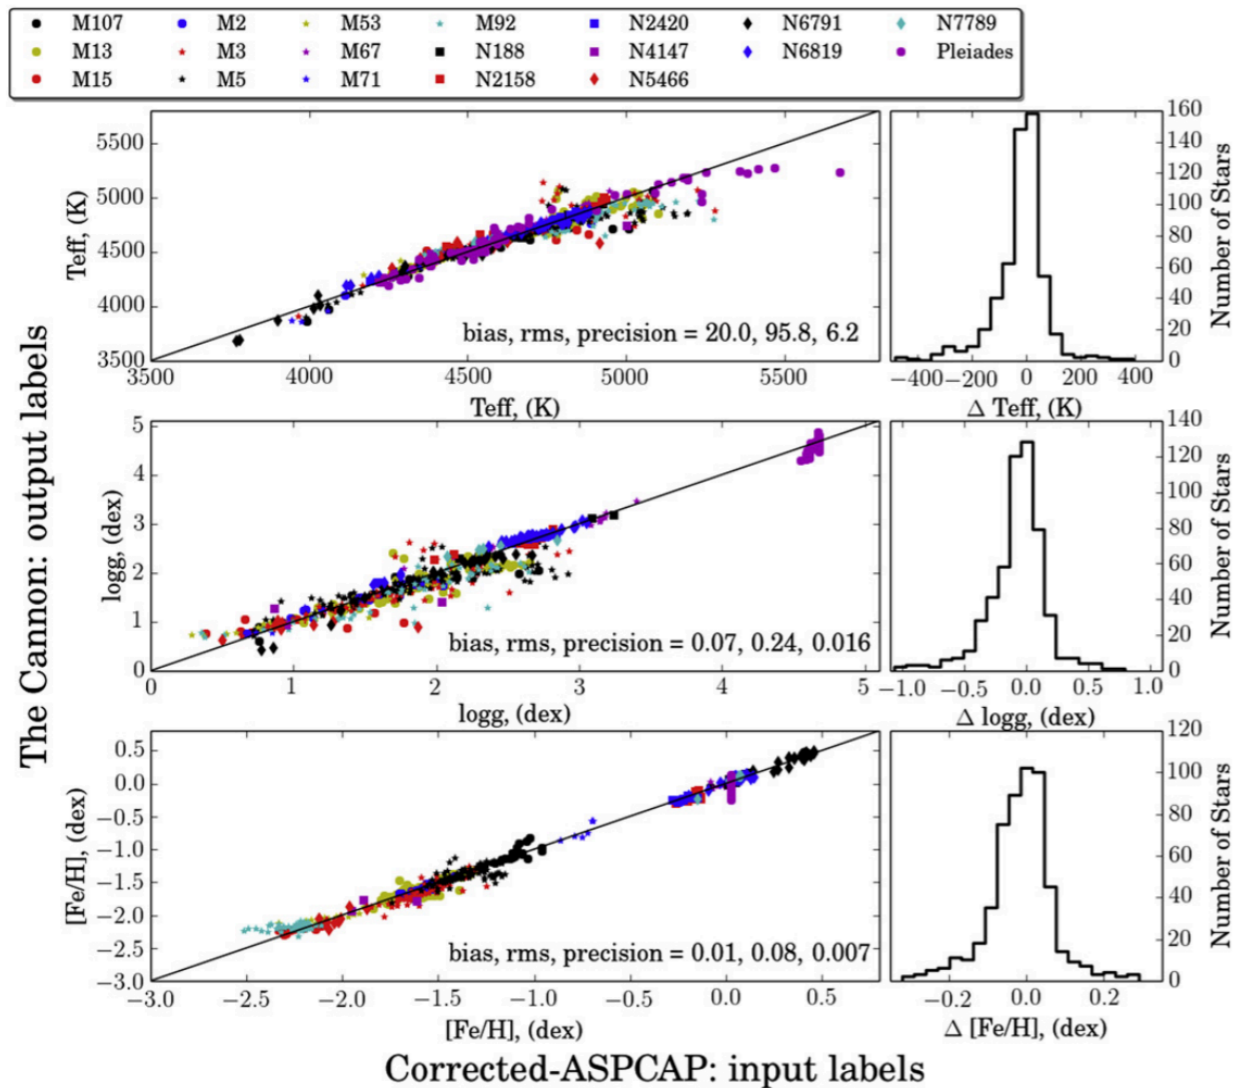 M107 M2 M53 M92 N2420 N6791 N7789
M13 M3 M67 N188 N4147 N6819 Pleiades
M15 M5 M71 N2158 N5466
5500
5000
4500
4000
3500
Teff, (K)
bias, rms, precision = 20.0, 95.8, 6.2
3500 4000 4500 5000 5500
Teff, (K)
160
140
120
100
80
60
40
20
0
Number of Stars
−400 −200 0 200 400
Δ Teff, (K)
The Cannon: output labels
5
4
3
2
1
0
logg, (dex)
bias, rms, precision = 0.07, 0.24, 0.016
0 1 2 3 4 5
logg, (dex)
140
120
100
80
60
40
20
0
Number of Stars
−1.0 −0.5 0.0 0.5 1.0
Δ logg, (dex)
0.5
0.0
−0.5
−1.0
−1.5
−2.0
−2.5
−3.0
[Fe/H], (dex)
bias, rms, precision = 0.01, 0.08, 0.007
−3.0 −2.5 −2.0 −1.5 −1.0 −0.5 0.0 0.5
[Fe/H], (dex)
120
100
80
60
40
20
0
Number of Stars
−0.2 0.0 0.2
Δ [Fe/H], (dex)
Corrected-ASPCAP: input labels